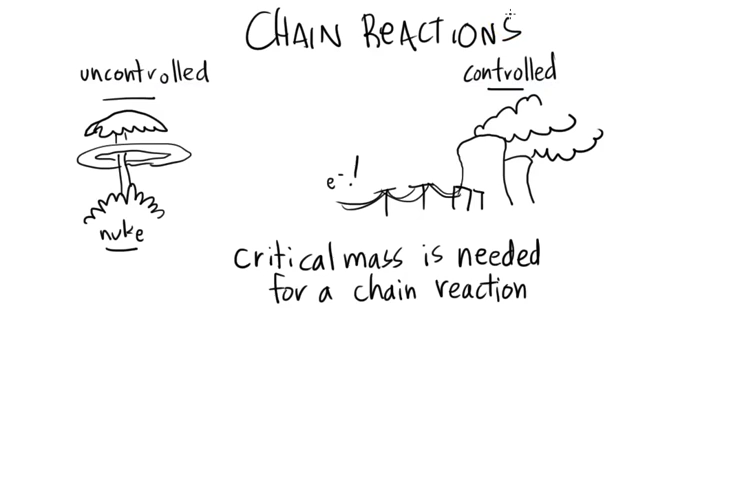 CHAIN REACTIONS
uncontrolled
controlled
e-!
nuke
critical mass is needed
for a chain reaction